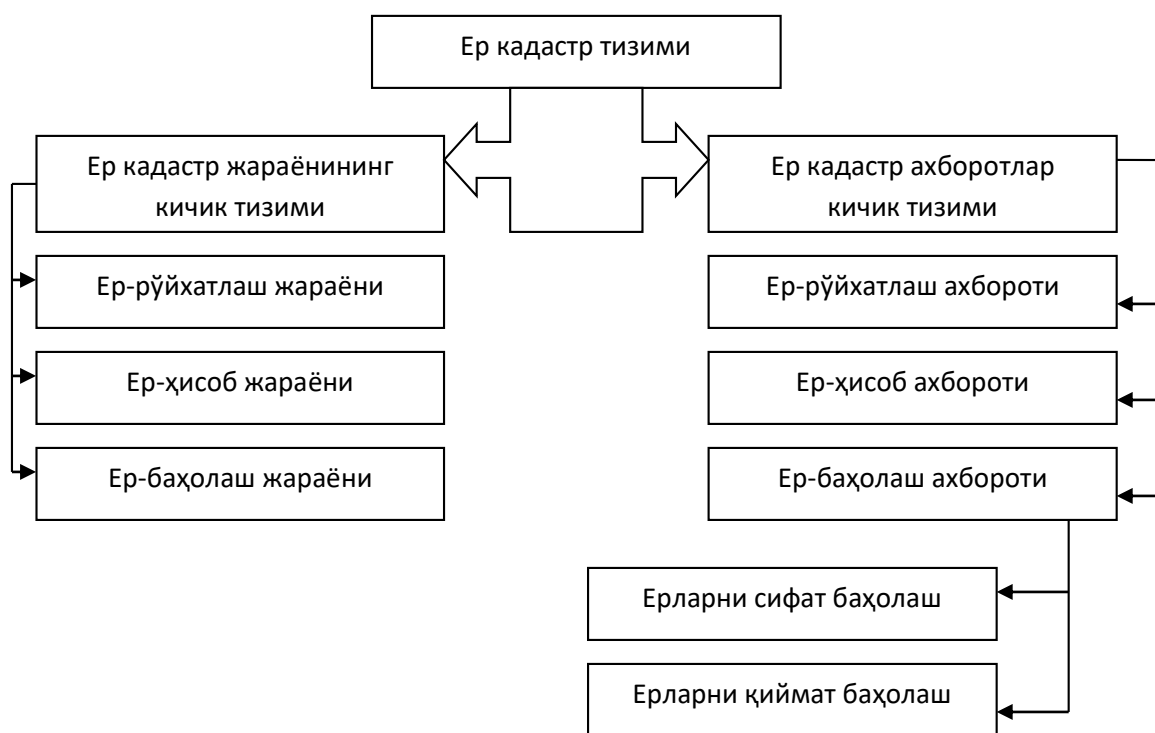 Ер кадастр тизими
Ер кадастр жараёнининг
кичик тизими
Ер кадастр ахборотлар
кичик тизими
Ер-рўйхатлаш жараёни
Ер-рўйхатлаш ахбороти
Ер-ҳисоб жараёни
Ер-ҳисоб ахбороти
Ер-баҳолаш жараёни
Ер-баҳолаш ахбороти
Ерларни сифат баҳолаш
Ерларни қиймат баҳолаш